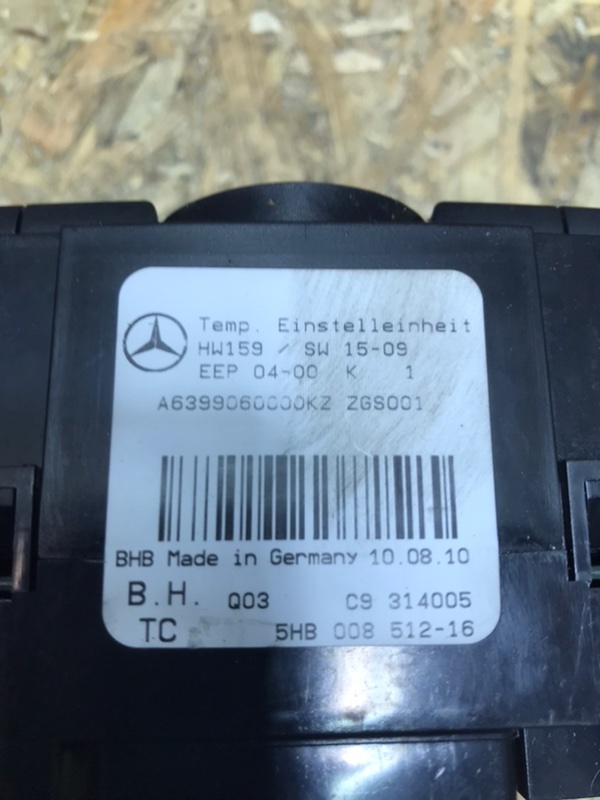 Temp. Einstelleinheit
HW159 / SW 15-09
EEP 04-00 K 1
A6399060000KZ ZGS001
BHB Made in Germany 10.08.10
B.H. Q03 C9 314005
TC 5HB 008 512-16